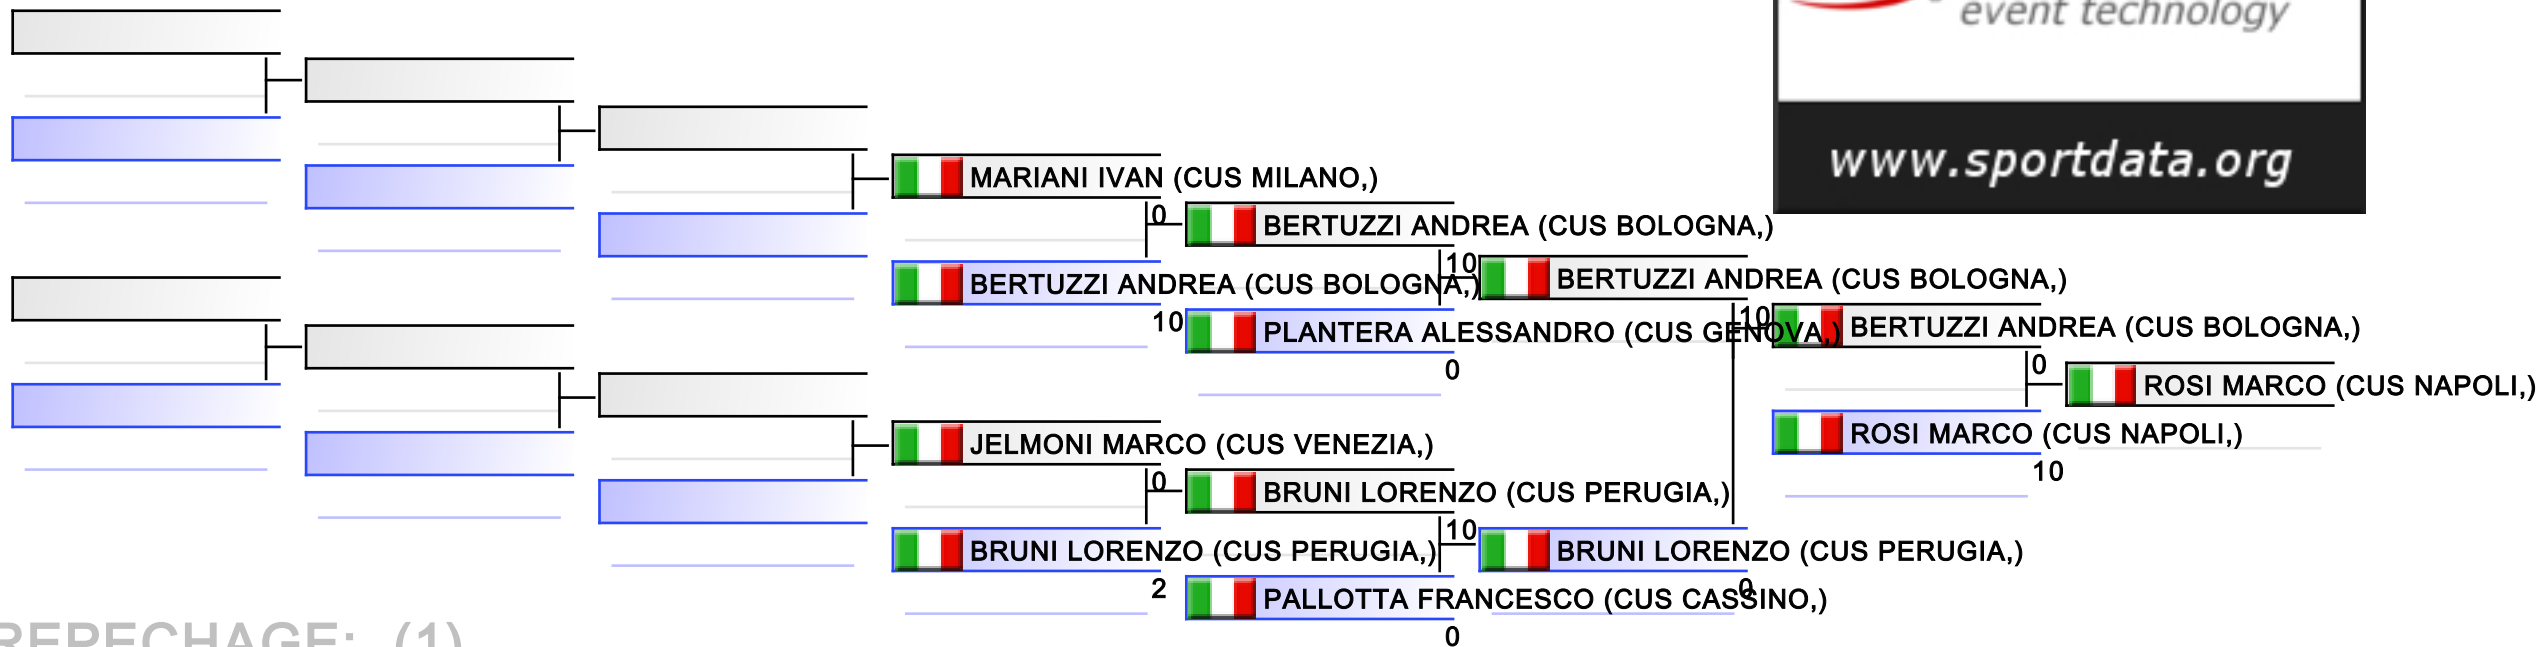 event technology
www.sportdata.org
MARIANI IVAN (CUS MILANO,)
0
BERTUZZI ANDREA (CUS BOLOGNA,)
10
BERTUZZI ANDREA (CUS BOLOGNA,)
10
BERTUZZI ANDREA (CUS BOLOGNA,)
10
PLANTERA ALESSANDRO (CUS GENOVA,)
0
BERTUZZI ANDREA (CUS BOLOGNA,)
0
ROSI MARCO (CUS NAPOLI,)
ROSI MARCO (CUS NAPOLI,)
10
JELMONI MARCO (CUS VENEZIA,)
0
BRUNI LORENZO (CUS PERUGIA,)
10
BRUNI LORENZO (CUS PERUGIA,)
2
BRUNI LORENZO (CUS PERUGIA,)
0
PALLOTTA FRANCESCO (CUS CASSINO,)
0
REPECHAGE: (1)